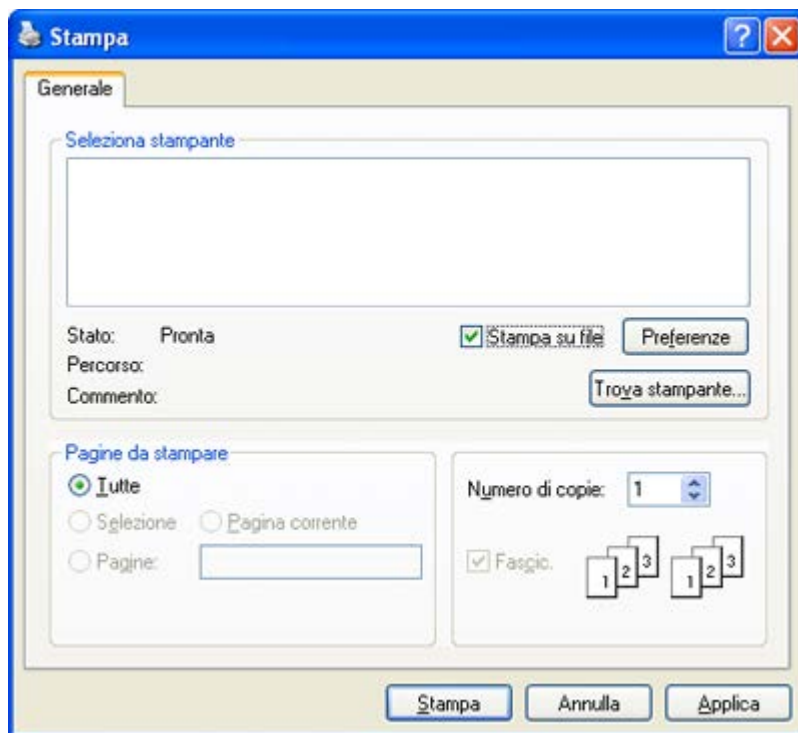 Stampa
Generale
Seleziona stampante
Stato: Pronta
Stampa su file
Preferenze
Percorso:
Commento:
Trova stampante...
Pagine da stampare
Tutte
Selezione
Pagina corrente
Pagine:
Numero di copie: 1
Fascic.
1 2 3 1 2 3
Stampa
Annulla
Applica